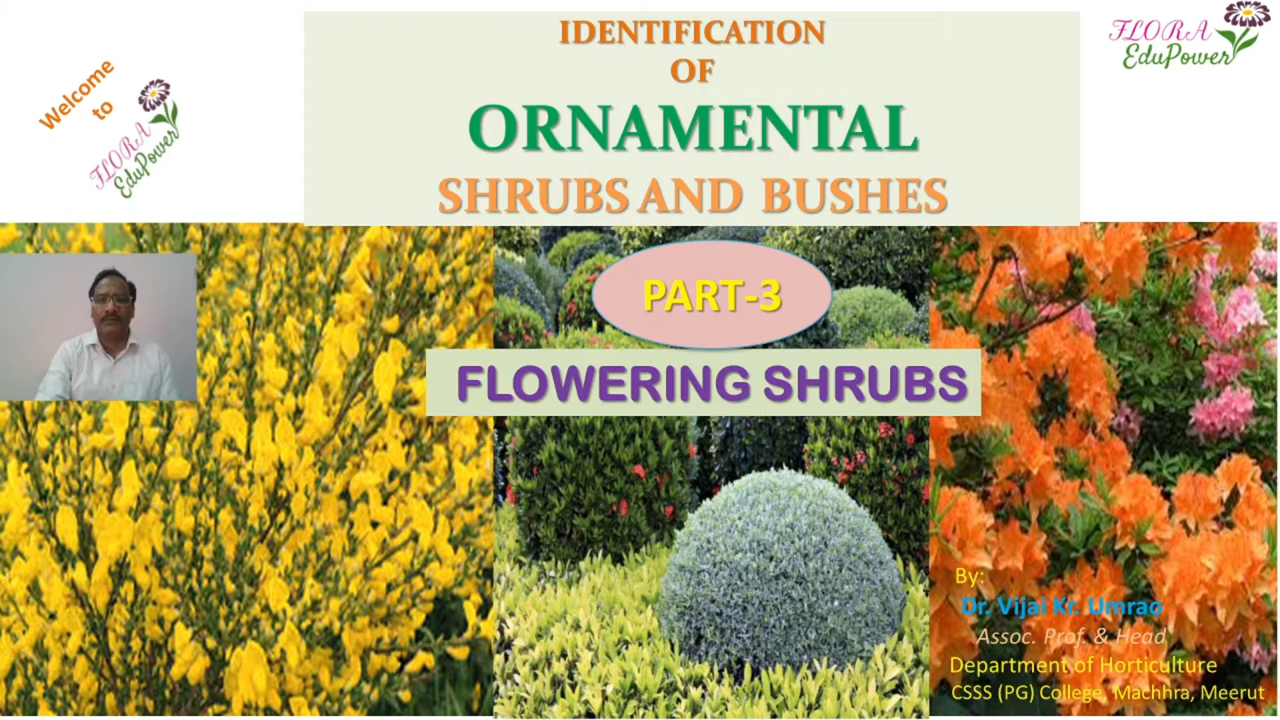 IDENTIFICATION
OF
ORNAMENTAL
SHRUBS AND BUSHES
FLORA
EduPower
Welcome
to
FLORA
EduPower
PART-3
FLOWERING SHRUBS
By:
Dr. Vijai Kr. Umrao
Assoc. Prof. & Head
Department of Horticulture
CSSS (PG) College, Machhra, Meerut